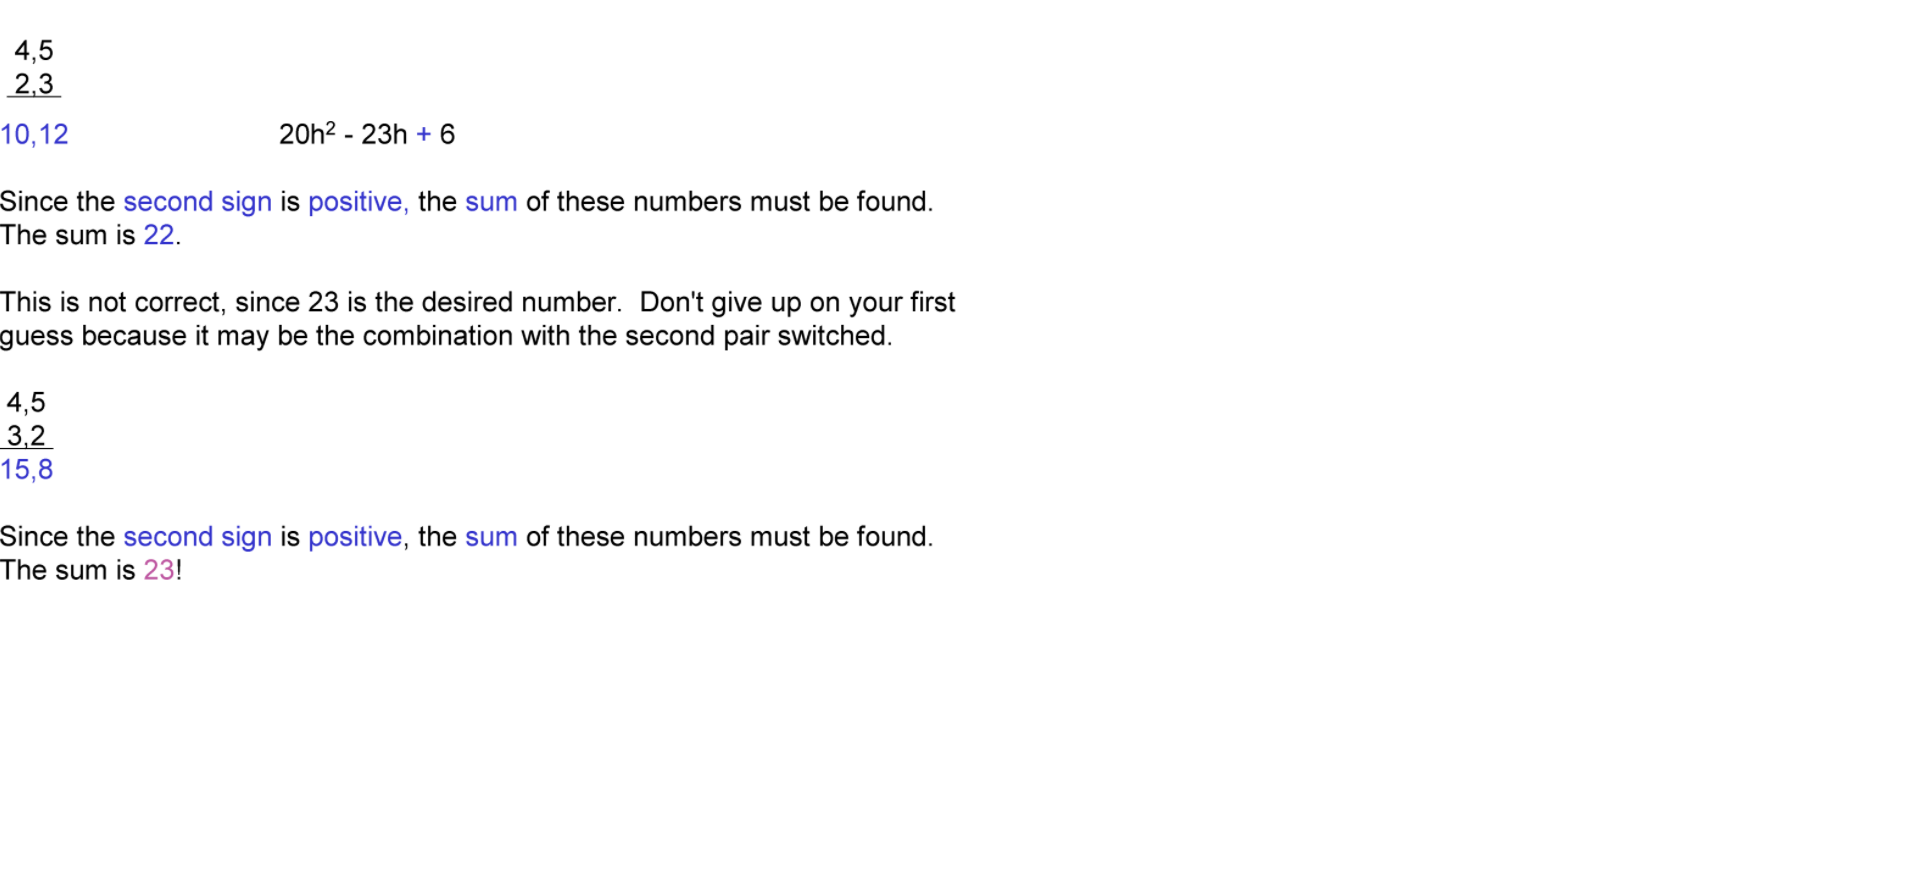 4,5
2,3
10,12 20h² - 23h + 6
Since the second sign is positive, the sum of these numbers must be found.
The sum is 22.
This is not correct, since 23 is the desired number. Don't give up on your first
guess because it may be the combination with the second pair switched.
4,5
3,2
15,8
Since the second sign is positive, the sum of these numbers must be found.
The sum is 23!